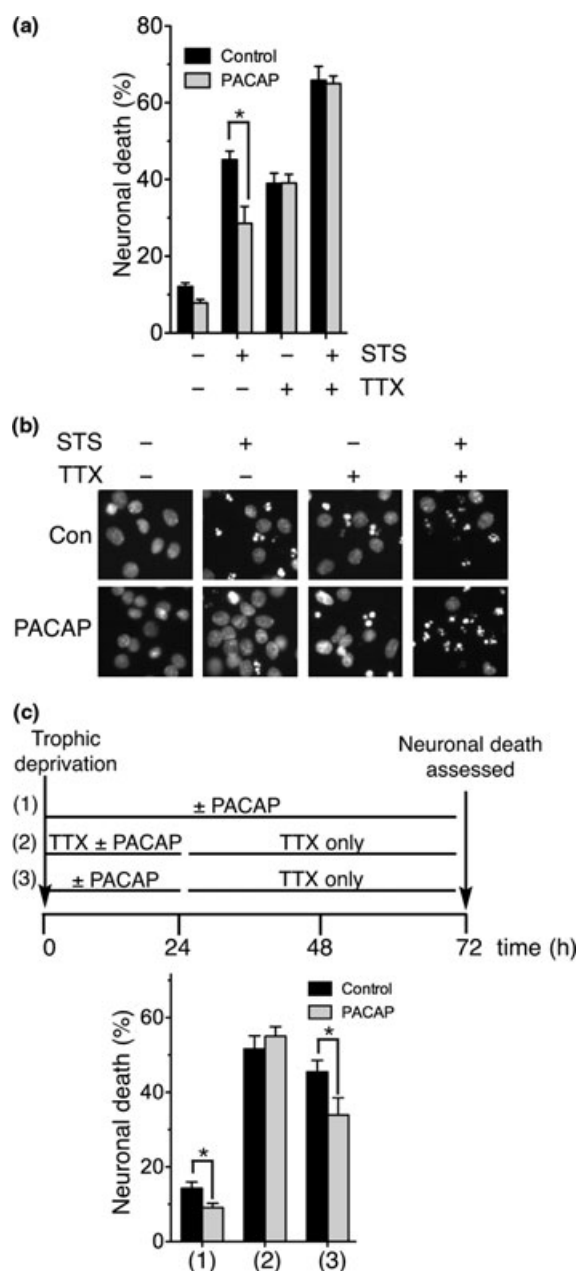 (a)
80
60
40
20
0
Neuronal death (%)
Control
PACAP
*
– + – + STS
– – + + TTX
(b)
STS – + – +
TTX – – + +
Con
PACAP
(c)
Trophic
deprivation
Neuronal death
assessed
(1) ± PACAP
(2) TTX ± PACAP TTX only
(3) ± PACAP TTX only
0 24 48 72 time (h)
60
40
20
0
Neuronal death (%)
Control
PACAP
*
*
(1) (2) (3)